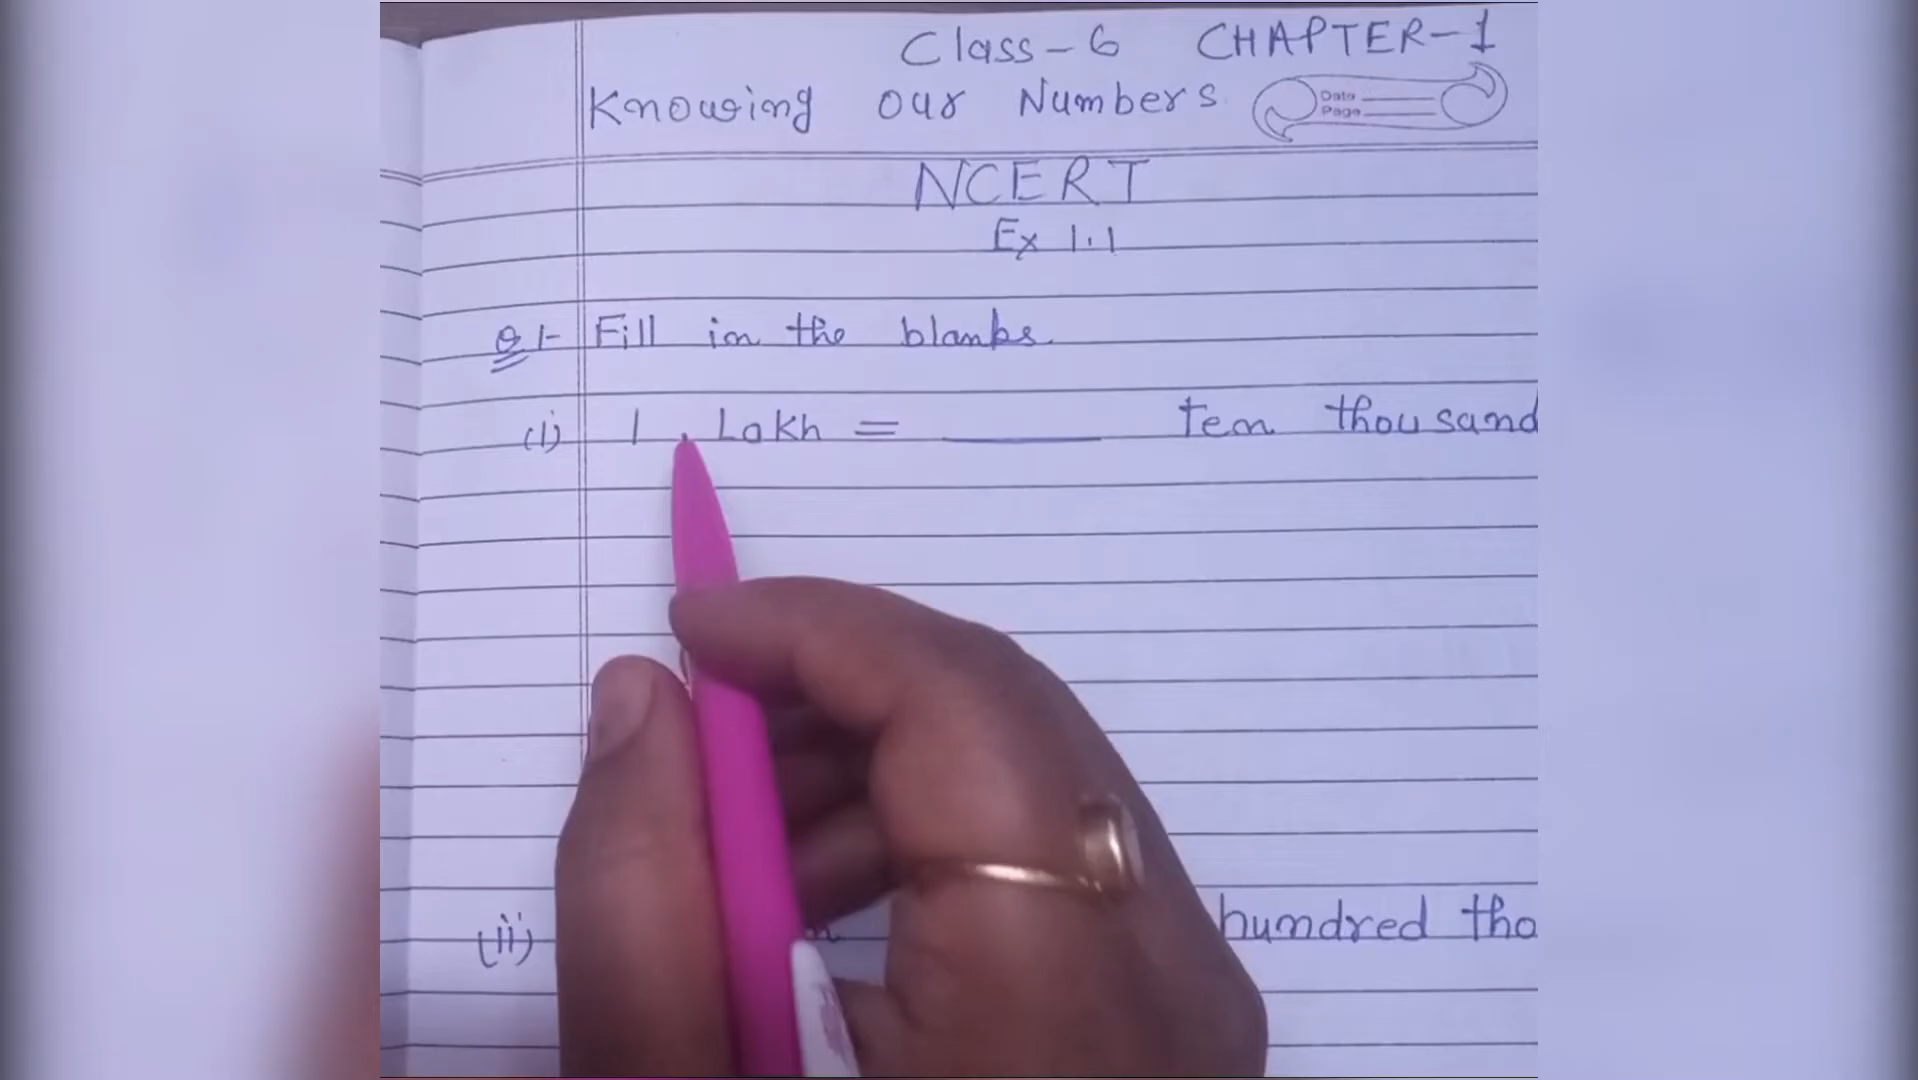 Class-6 CHAPTER-1
Knowing our Numbers
Date
Page
NCERT
Ex 1.1
Q1- Fill in the blanks.
(i) 1 Lakh = ______ ten thousand
(ii) hundred tho